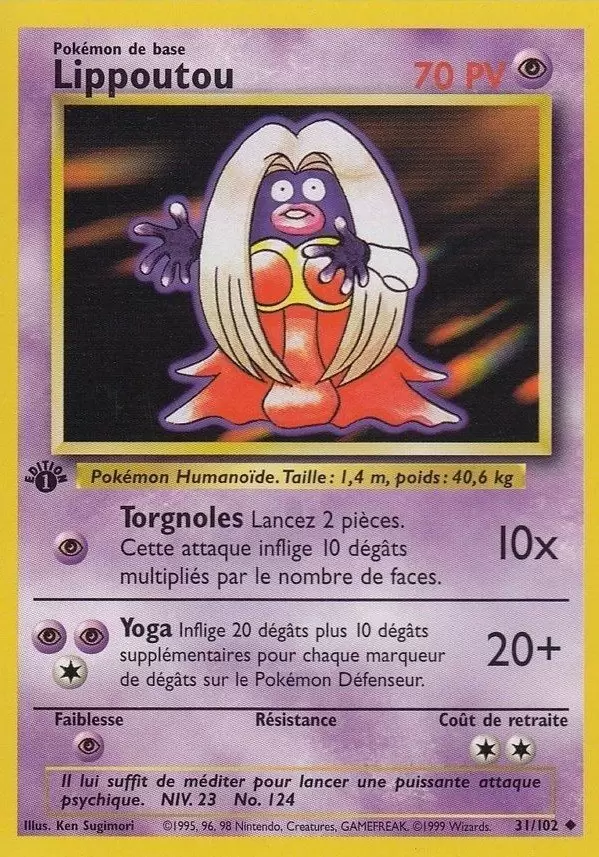 Pokémon de base
Lippoutou 70 PV
EDITION
1
Pokémon Humanoïde. Taille : 1,4 m, poids : 40,6 kg
Torgnoles Lancez 2 pièces.
Cette attaque inflige 10 dégâts
multipliés par le nombre de faces.
10x
Yoga Inflige 20 dégâts plus 10 dégâts
supplémentaires pour chaque marqueur
de dégâts sur le Pokémon Défenseur.
20+
Faiblesse Résistance Coût de retraite
Il lui suffit de méditer pour lancer une puissante attaque
psychique. NIV. 23 No. 124
Illus. Ken Sugimori ©1995, 96, 98 Nintendo, Creatures, GAMEFREAK. ©1999 Wizards. 31/102